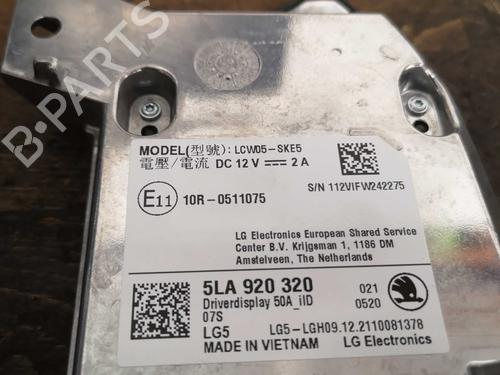 B-PARTS
MODEL(型號): LCW05-SKE5
電壓/電流 DC 12 V ⎓ 2 A
S/N 112VIFW242275
E11 10R-0511075
LG Electronics European Shared Service
Center B.V. Krijgsman 1, 1186 DM
Amstelveen, The Netherlands
5LA 920 320 021
Driverdisplay 50A_iID 0520
07S
LG5 LG5-LGH09.12.2110081378
MADE IN VIETNAM LG Electronics